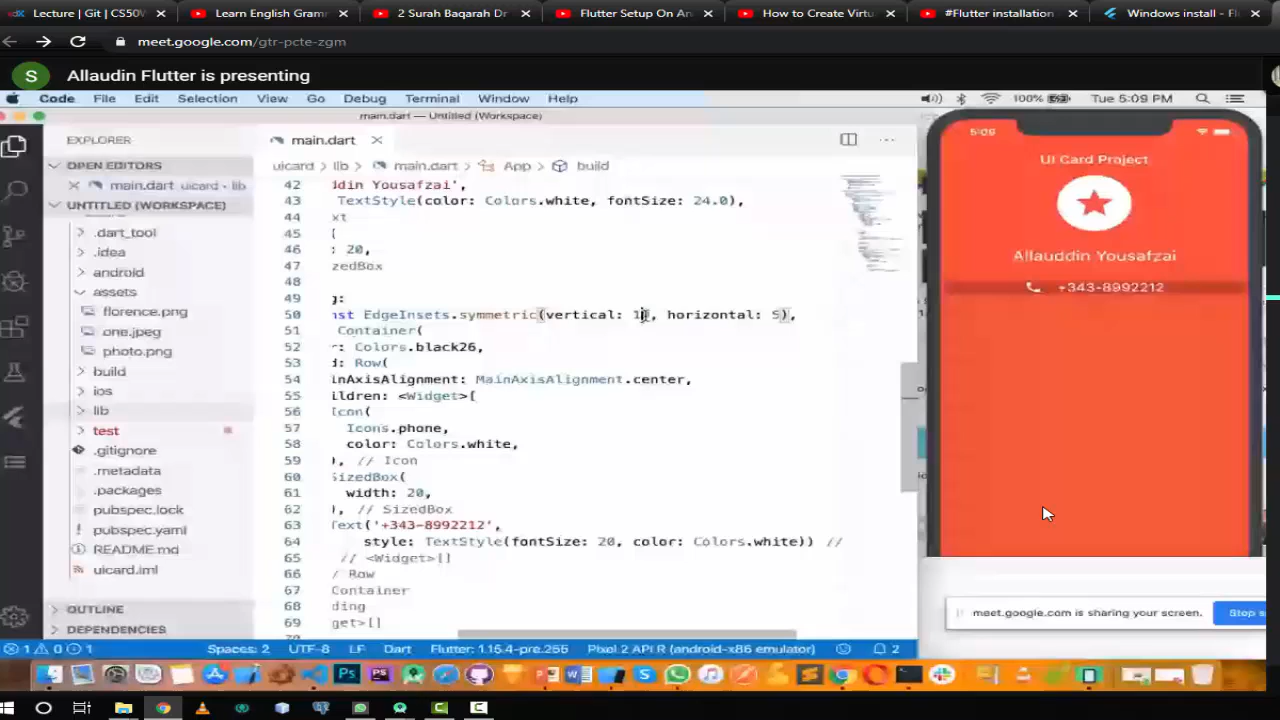 Lecture | Git | CS50
Learn English Gram
2 Surah Baqarah Dr
Flutter Setup On An
How to Create Virtu
#Flutter installation
Windows install - Fl
meet.google.com/gtr-pcte-zgm
S
Allaudin Flutter is presenting
Code File Edit Selection View Go Debug Terminal Window Help
100%
Tue 5:09 PM
main.dart — Untitled (Workspace)
EXPLORER
OPEN EDITORS
main.dart uicard • lib
UNTITLED (WORKSPACE)
.dart_tool
.idea
android
assets
florence.png
one.jpeg
photo.png
build
ios
lib
test
.gitignore
.metadata
.packages
pubspec.lock
pubspec.yaml
README.md
uicard.iml
OUTLINE
DEPENDENCIES
main.dart
uicard › lib › main.dart › App › build
42 ddin Yousafzai',
43 TextStyle(color: Colors.white, fontSize: 24.0),
44 xt
45 (
46 : 20,
47 zedBox
48
49 g:
50 nst EdgeInsets.symmetric(vertical: horizontal: 5),
51 Container(
52 r: Colors.black26,
53 d: Row(
54 inAxisAlignment: MainAxisAlignment.center,
55 ildren: <Widget>[
56 Icon(
57 Icons.phone,
58 color: Colors.white,
59 ), // Icon
60 SizedBox(
61 width: 20,
62 ), // SizedBox
63 Text('+343-8992212',
64 style: TextStyle(fontSize: 20, color: Colors.white)) //
65 // <Widget>[]
66 / Row
67 Container
68 ding
69 get>[]
5:09
UI Card Project
Allauddin Yousafzai
+343-8992212
meet.google.com is sharing your screen.
Stop s
1 0 1
Spaces: 2 UTF-8 LF Dart Flutter: 1.15.4-pre.256 Pixel 2 API R (android-x86 emulator) 2